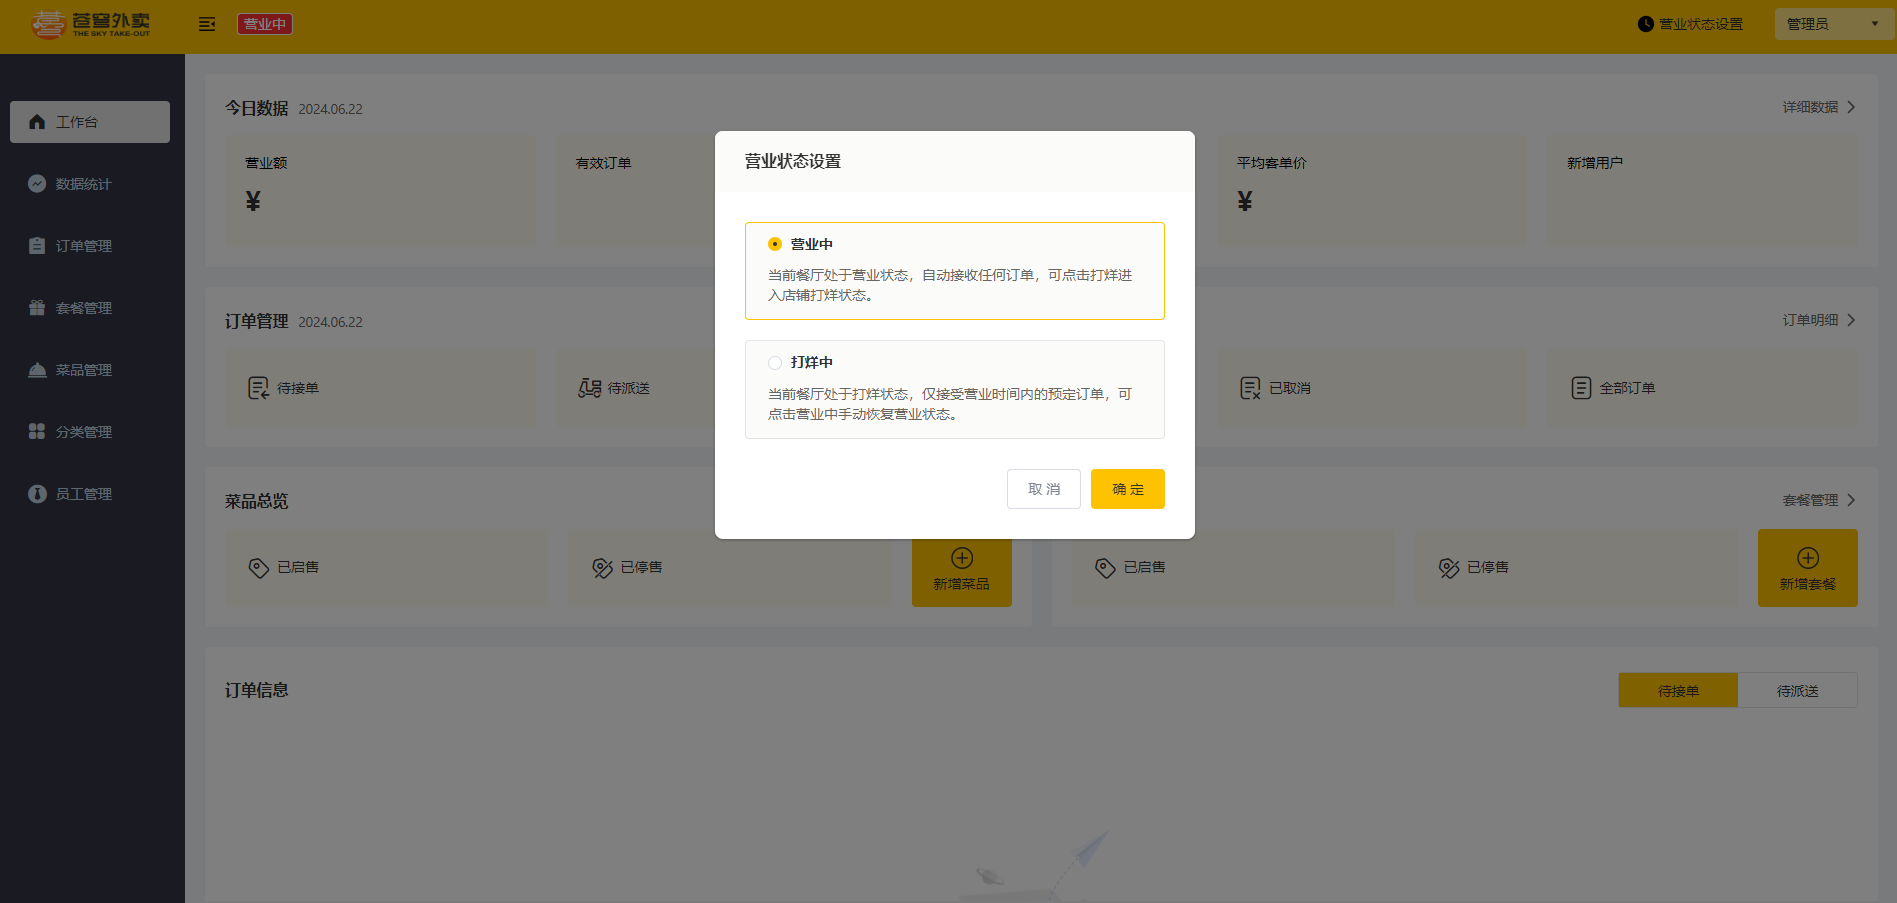 苍穹外卖
THE SKY TAKE-OUT
营业中
营业状态设置
管理员
工作台
数据统计
订单管理
套餐管理
菜品管理
分类管理
员工管理
今日数据 2024.06.22
详细数据
营业额
¥
有效订单
平均客单价
¥
新增用户
营业状态设置
营业中
当前餐厅处于营业状态，自动接收任何订单，可点击打烊进
入店铺打烊状态。
打烊中
当前餐厅处于打烊状态，仅接受营业时间内的预定订单，可
点击营业中手动恢复营业状态。
取 消
确 定
订单管理 2024.06.22
订单明细
待接单
待派送
已取消
全部订单
菜品总览
套餐管理
已启售
已停售
新增菜品
已启售
已停售
新增套餐
订单信息
待接单
待派送